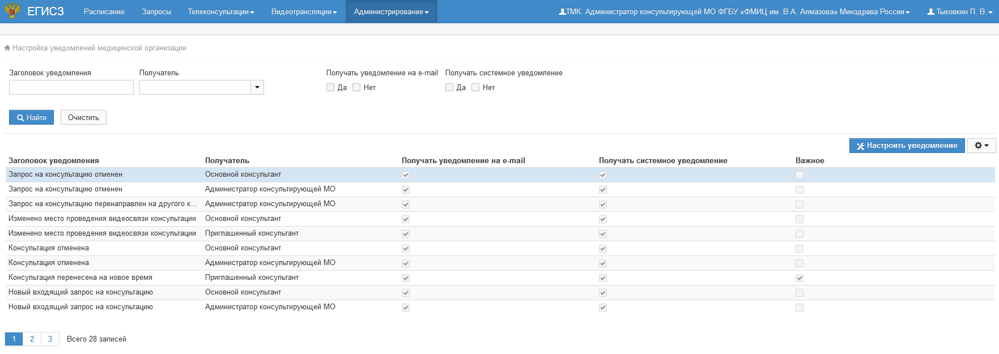 ЕГИСЗ Расписание Запросы Телеконсультации Видеотрансляции Администрирование ТМК. Администратор консультирующей МО ФГБУ «ФМИЦ им. В.А. Алмазова» Минздрава России Тыковкин П. В.
Настройка уведомлений медицинской организации
Заголовок уведомления Получатель Получать уведомление на e-mail Получать системное уведомление
Да Нет Да Нет
Найти Очистить
Настроить уведомление
Заголовок уведомления Получатель Получать уведомление на e-mail Получать системное уведомление Важное
Запрос на консультацию отменен Основной консультант
Запрос на консультацию отменен Администратор консультирующей МО
Запрос на консультацию перенаправлен на другого к... Администратор консультирующей МО
Изменено место проведения видеосвязи консультации Основной консультант
Изменено место проведения видеосвязи консультации Приглашенный консультант
Консультация отменена Основной консультант
Консультация отменена Администратор консультирующей МО
Консультация перенесена на новое время Приглашенный консультант
Новый входящий запрос на консультацию Основной консультант
Новый входящий запрос на консультацию Администратор консультирующей МО
1 2 3 Всего 28 записей